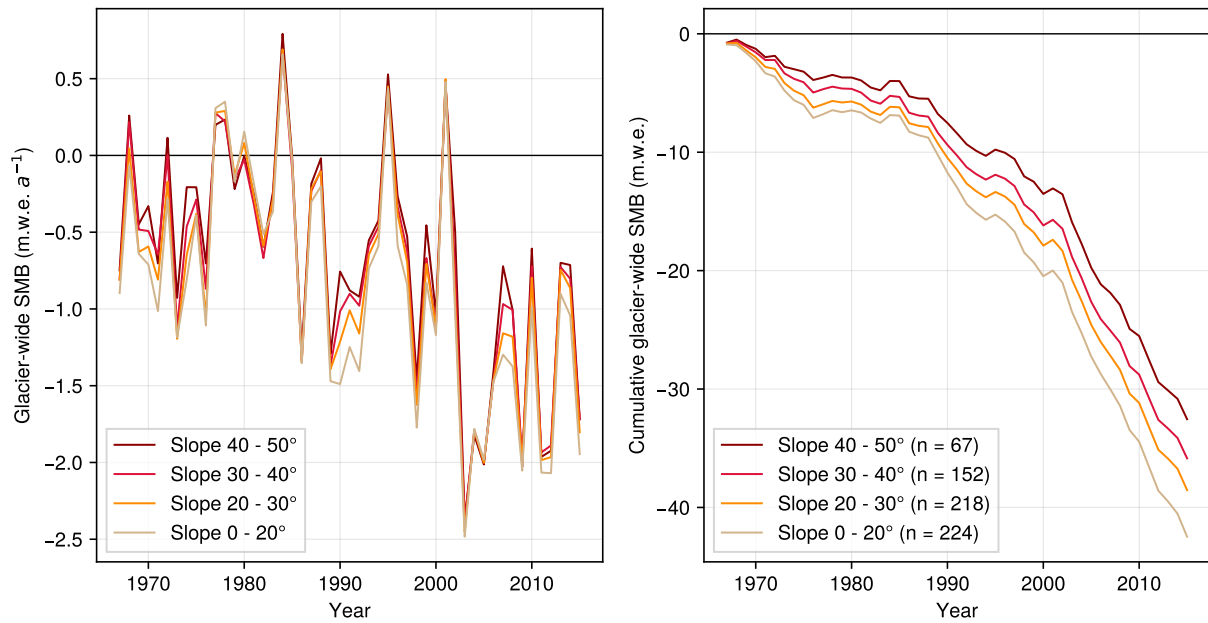 Glacier-wide SMB (m.w.e. a⁻¹)
0.5
0.0
−0.5
−1.0
−1.5
−2.0
−2.5
1970
1980
1990
2000
2010
Year
Slope 40 - 50°
Slope 30 - 40°
Slope 20 - 30°
Slope 0 - 20°
Cumulative glacier-wide SMB (m.w.e.)
0
−10
−20
−30
−40
1970
1980
1990
2000
2010
Year
Slope 40 - 50° (n = 67)
Slope 30 - 40° (n = 152)
Slope 20 - 30° (n = 218)
Slope 0 - 20° (n = 224)